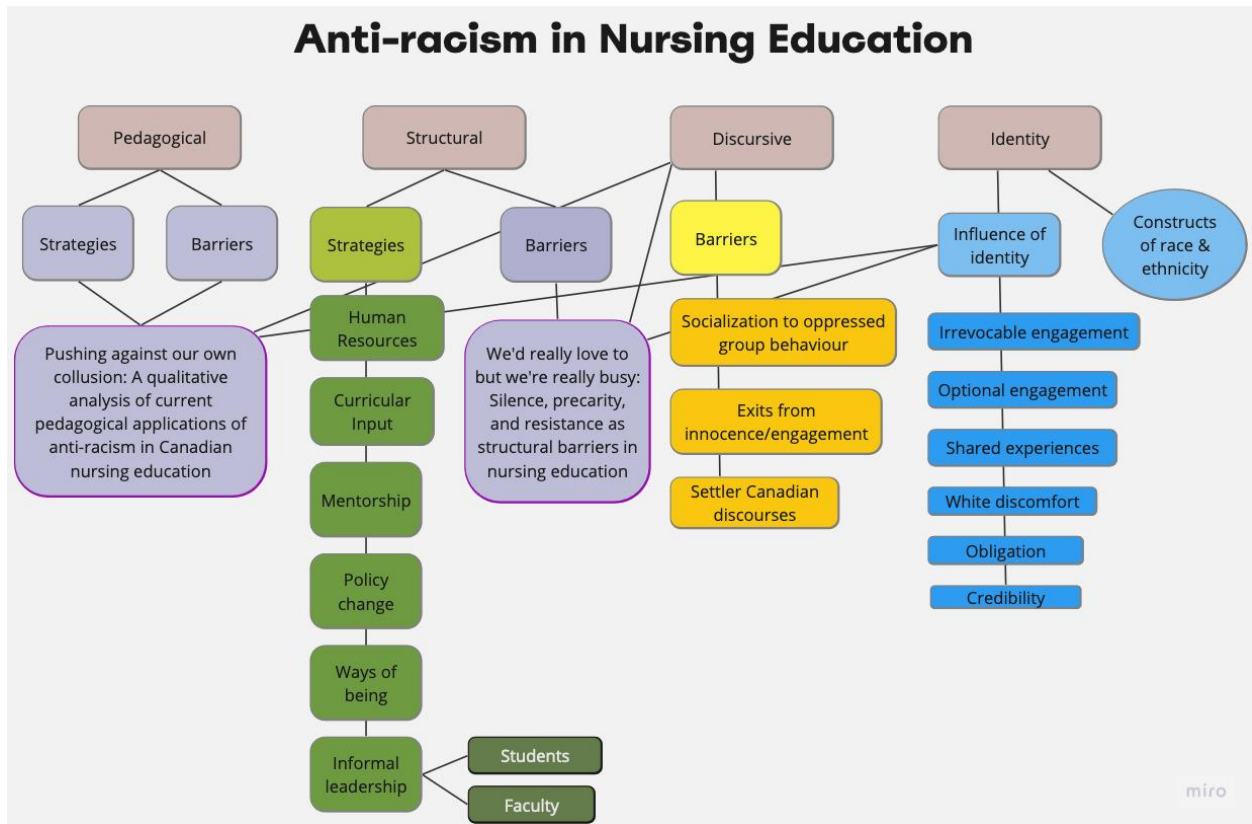 Anti-racism in Nursing Education
Pedagogical
Structural
Discursive
Identity
Strategies
Barriers
Strategies
Barriers
Barriers
Influence of
identity
Constructs
of race &
ethnicity
Pushing against our own
collusion: A qualitative
analysis of current
pedagogical applications of
anti-racism in Canadian
nursing education
Human
Resources
Curricular
Input
Mentorship
Policy
change
Ways of
being
Informal
leadership
Students
Faculty
We'd really love to
but we're really busy:
Silence, precarity,
and resistance as
structural barriers in
nursing education
Socialization to oppressed
group behaviour
Exits from
innocence/engagement
Settler Canadian
discourses
Irrevocable engagement
Optional engagement
Shared experiences
White discomfort
Obligation
Credibility
miro